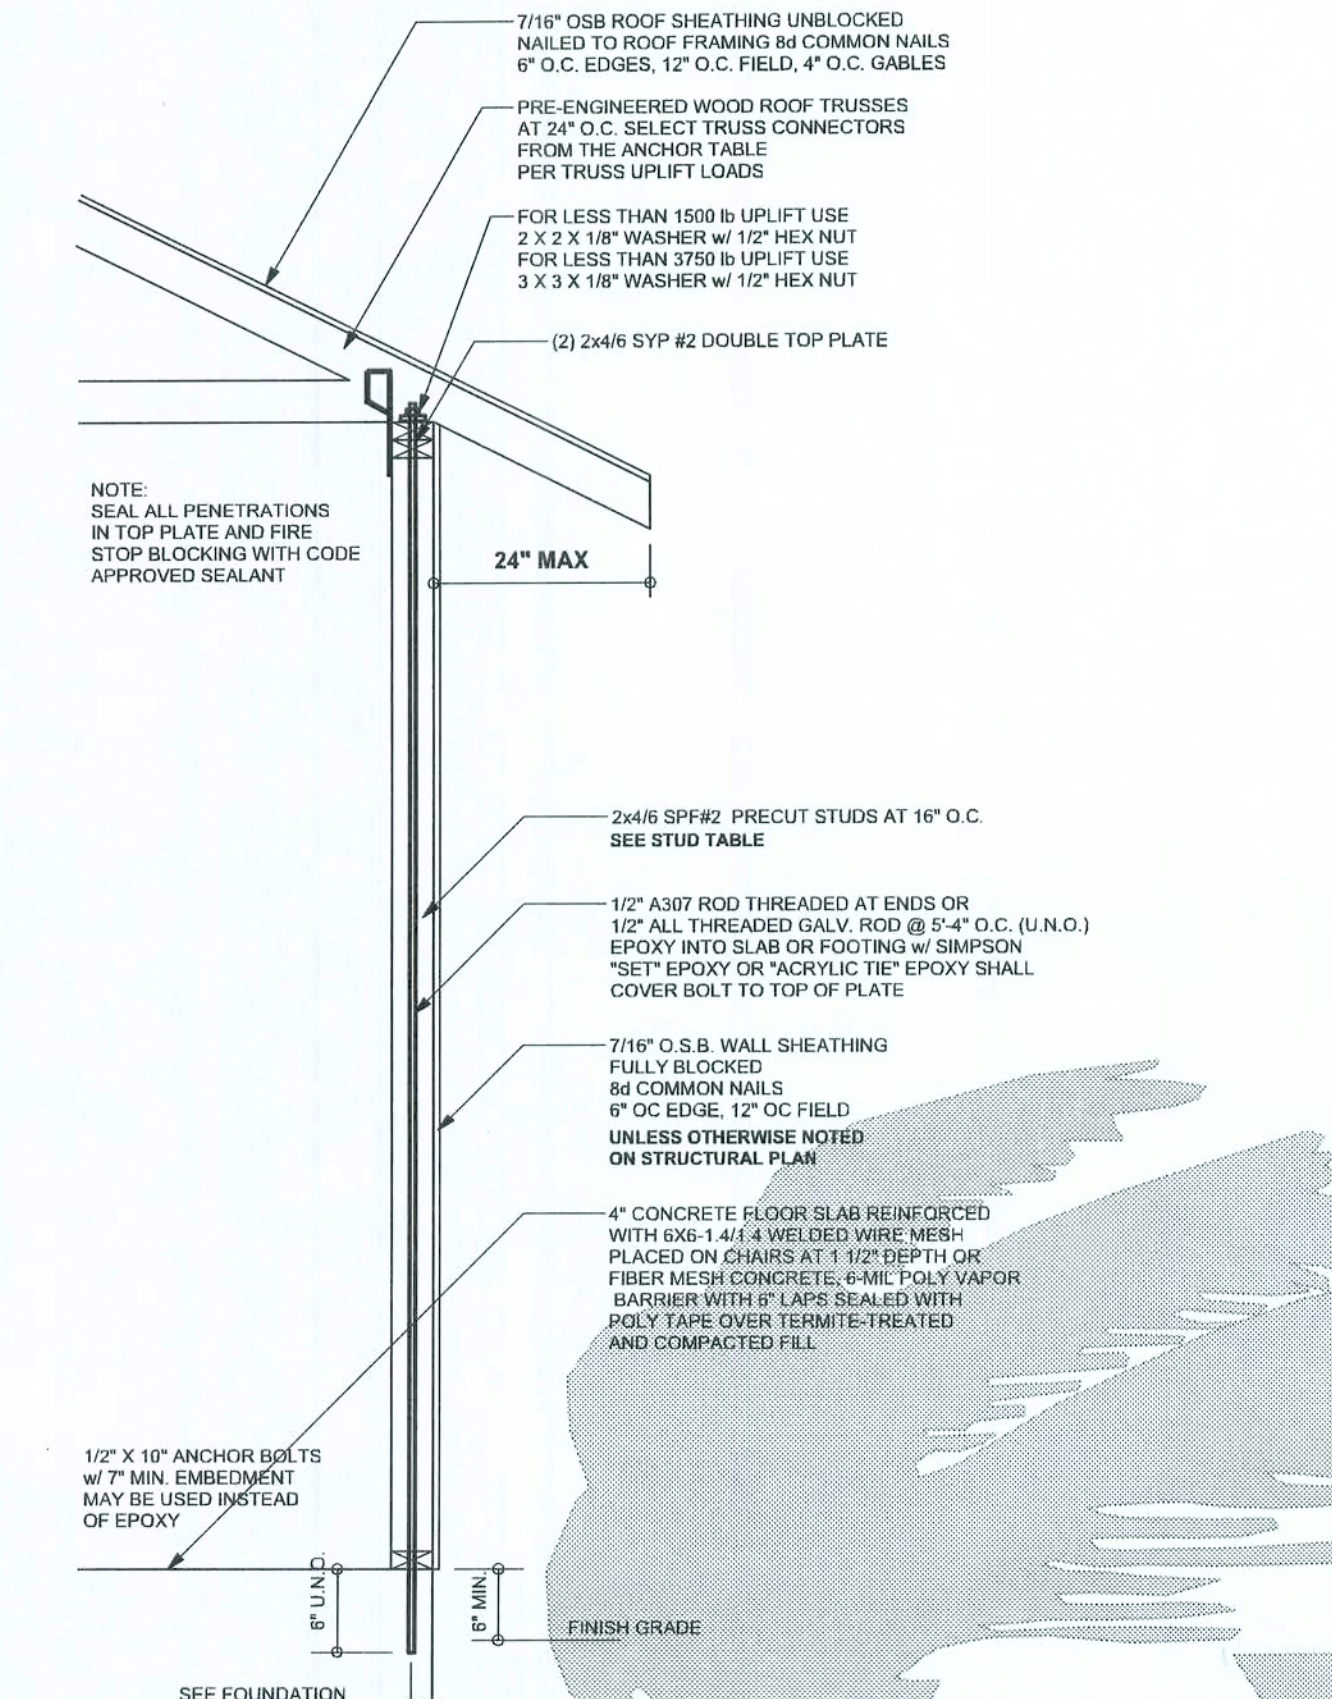 7/16" OSB ROOF SHEATHING UNBLOCKED
NAILED TO ROOF FRAMING 8d COMMON NAILS
6" O.C. EDGES, 12" O.C. FIELD, 4" O.C. GABLES
PRE-ENGINEERED WOOD ROOF TRUSSES
AT 24" O.C. SELECT TRUSS CONNECTORS
FROM THE ANCHOR TABLE
PER TRUSS UPLIFT LOADS
FOR LESS THAN 1500 lb UPLIFT USE
2 X 2 X 1/8" WASHER w/ 1/2" HEX NUT
FOR LESS THAN 3750 lb UPLIFT USE
3 X 3 X 1/8" WASHER w/ 1/2" HEX NUT
(2) 2x4/6 SYP #2 DOUBLE TOP PLATE
NOTE:
SEAL ALL PENETRATIONS
IN TOP PLATE AND FIRE
STOP BLOCKING WITH CODE
APPROVED SEALANT
24" MAX
2x4/6 SPF#2 PRECUT STUDS AT 16" O.C.
SEE STUD TABLE
1/2" A307 ROD THREADED AT ENDS OR
1/2" ALL THREADED GALV. ROD @ 5'-4" O.C. (U.N.O.)
EPOXY INTO SLAB OR FOOTING w/ SIMPSON
"SET" EPOXY OR "ACRYLIC TIE" EPOXY SHALL
COVER BOLT TO TOP OF PLATE
7/16" O.S.B. WALL SHEATHING
FULLY BLOCKED
8d COMMON NAILS
6" OC EDGE, 12" OC FIELD
UNLESS OTHERWISE NOTED
ON STRUCTURAL PLAN
4" CONCRETE FLOOR SLAB REINFORCED
WITH 6X6-1.4/1.4 WELDED WIRE MESH
PLACED ON CHAIRS AT 1 1/2" DEPTH OR
FIBER MESH CONCRETE, 6-MIL POLY VAPOR
BARRIER WITH 6" LAPS SEALED WITH
POLY TAPE OVER TERMITE-TREATED
AND COMPACTED FILL
1/2" X 10" ANCHOR BOLTS
w/ 7" MIN. EMBEDMENT
MAY BE USED INSTEAD
OF EPOXY
6" U.N.O.
6" MIN.
FINISH GRADE
SEE FOUNDATION